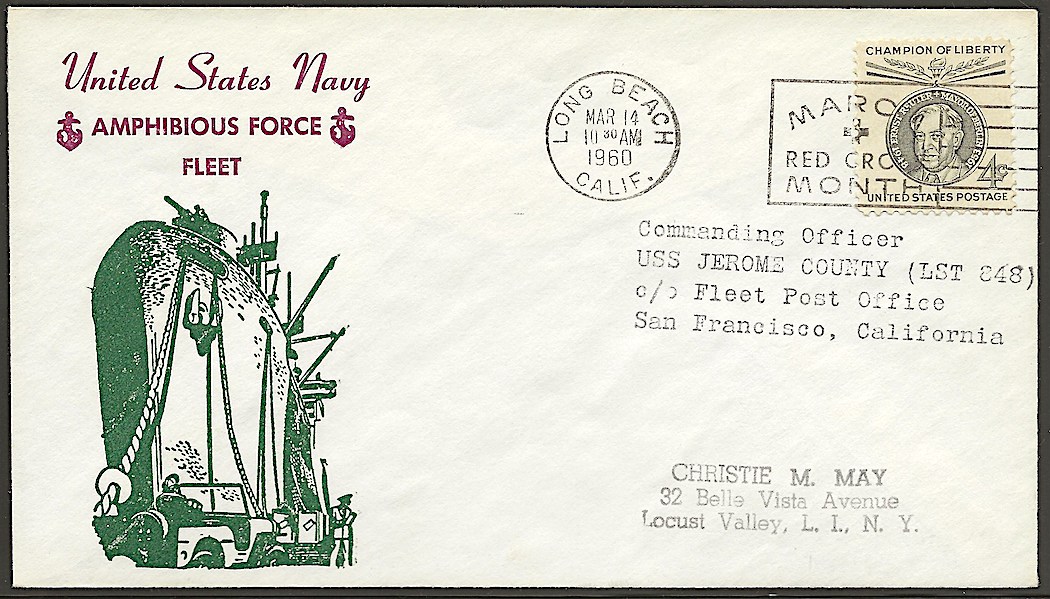 United States Navy
AMPHIBIOUS FORCE
FLEET
LONG BEACH
MAR 14
10 30 AM
1960
CALIF.
RED
MONTH
CHAMPION OF LIBERTY
4¢
UNITED STATES POSTAGE
Commanding Officer
USS JEROME COUNTY (LST 848)
c/o Fleet Post Office
San Francisco, California
CHRISTIE M. MAY
32 Belle Vista Avenue
Locust Valley, L. I., N. Y.